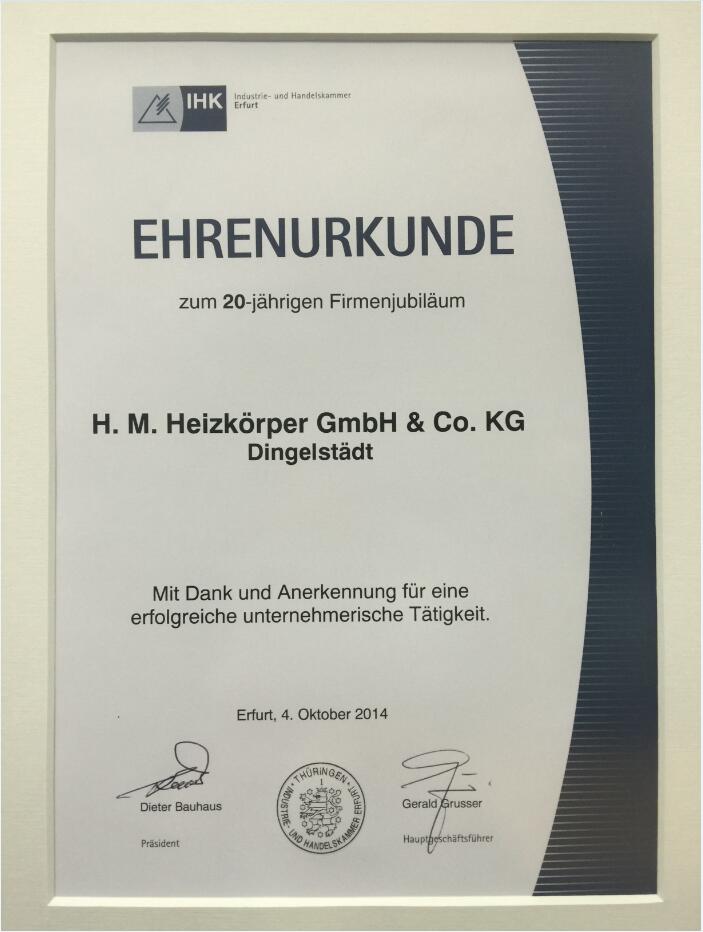 IHK
Industrie- und Handelskammer
Erfurt
EHRENURKUNDE
zum 20-jährigen Firmenjubiläum
H. M. Heizkörper GmbH & Co. KG
Dingelstädt
Mit Dank und Anerkennung für eine
erfolgreiche unternehmerische Tätigkeit.
Erfurt, 4. Oktober 2014
Dieter Bauhaus
Präsident
THÜRINGEN
1
INDUSTRIE- UND HANDELSKAMMER ERFURT
Gerald Grusser
Hauptgeschäftsführer